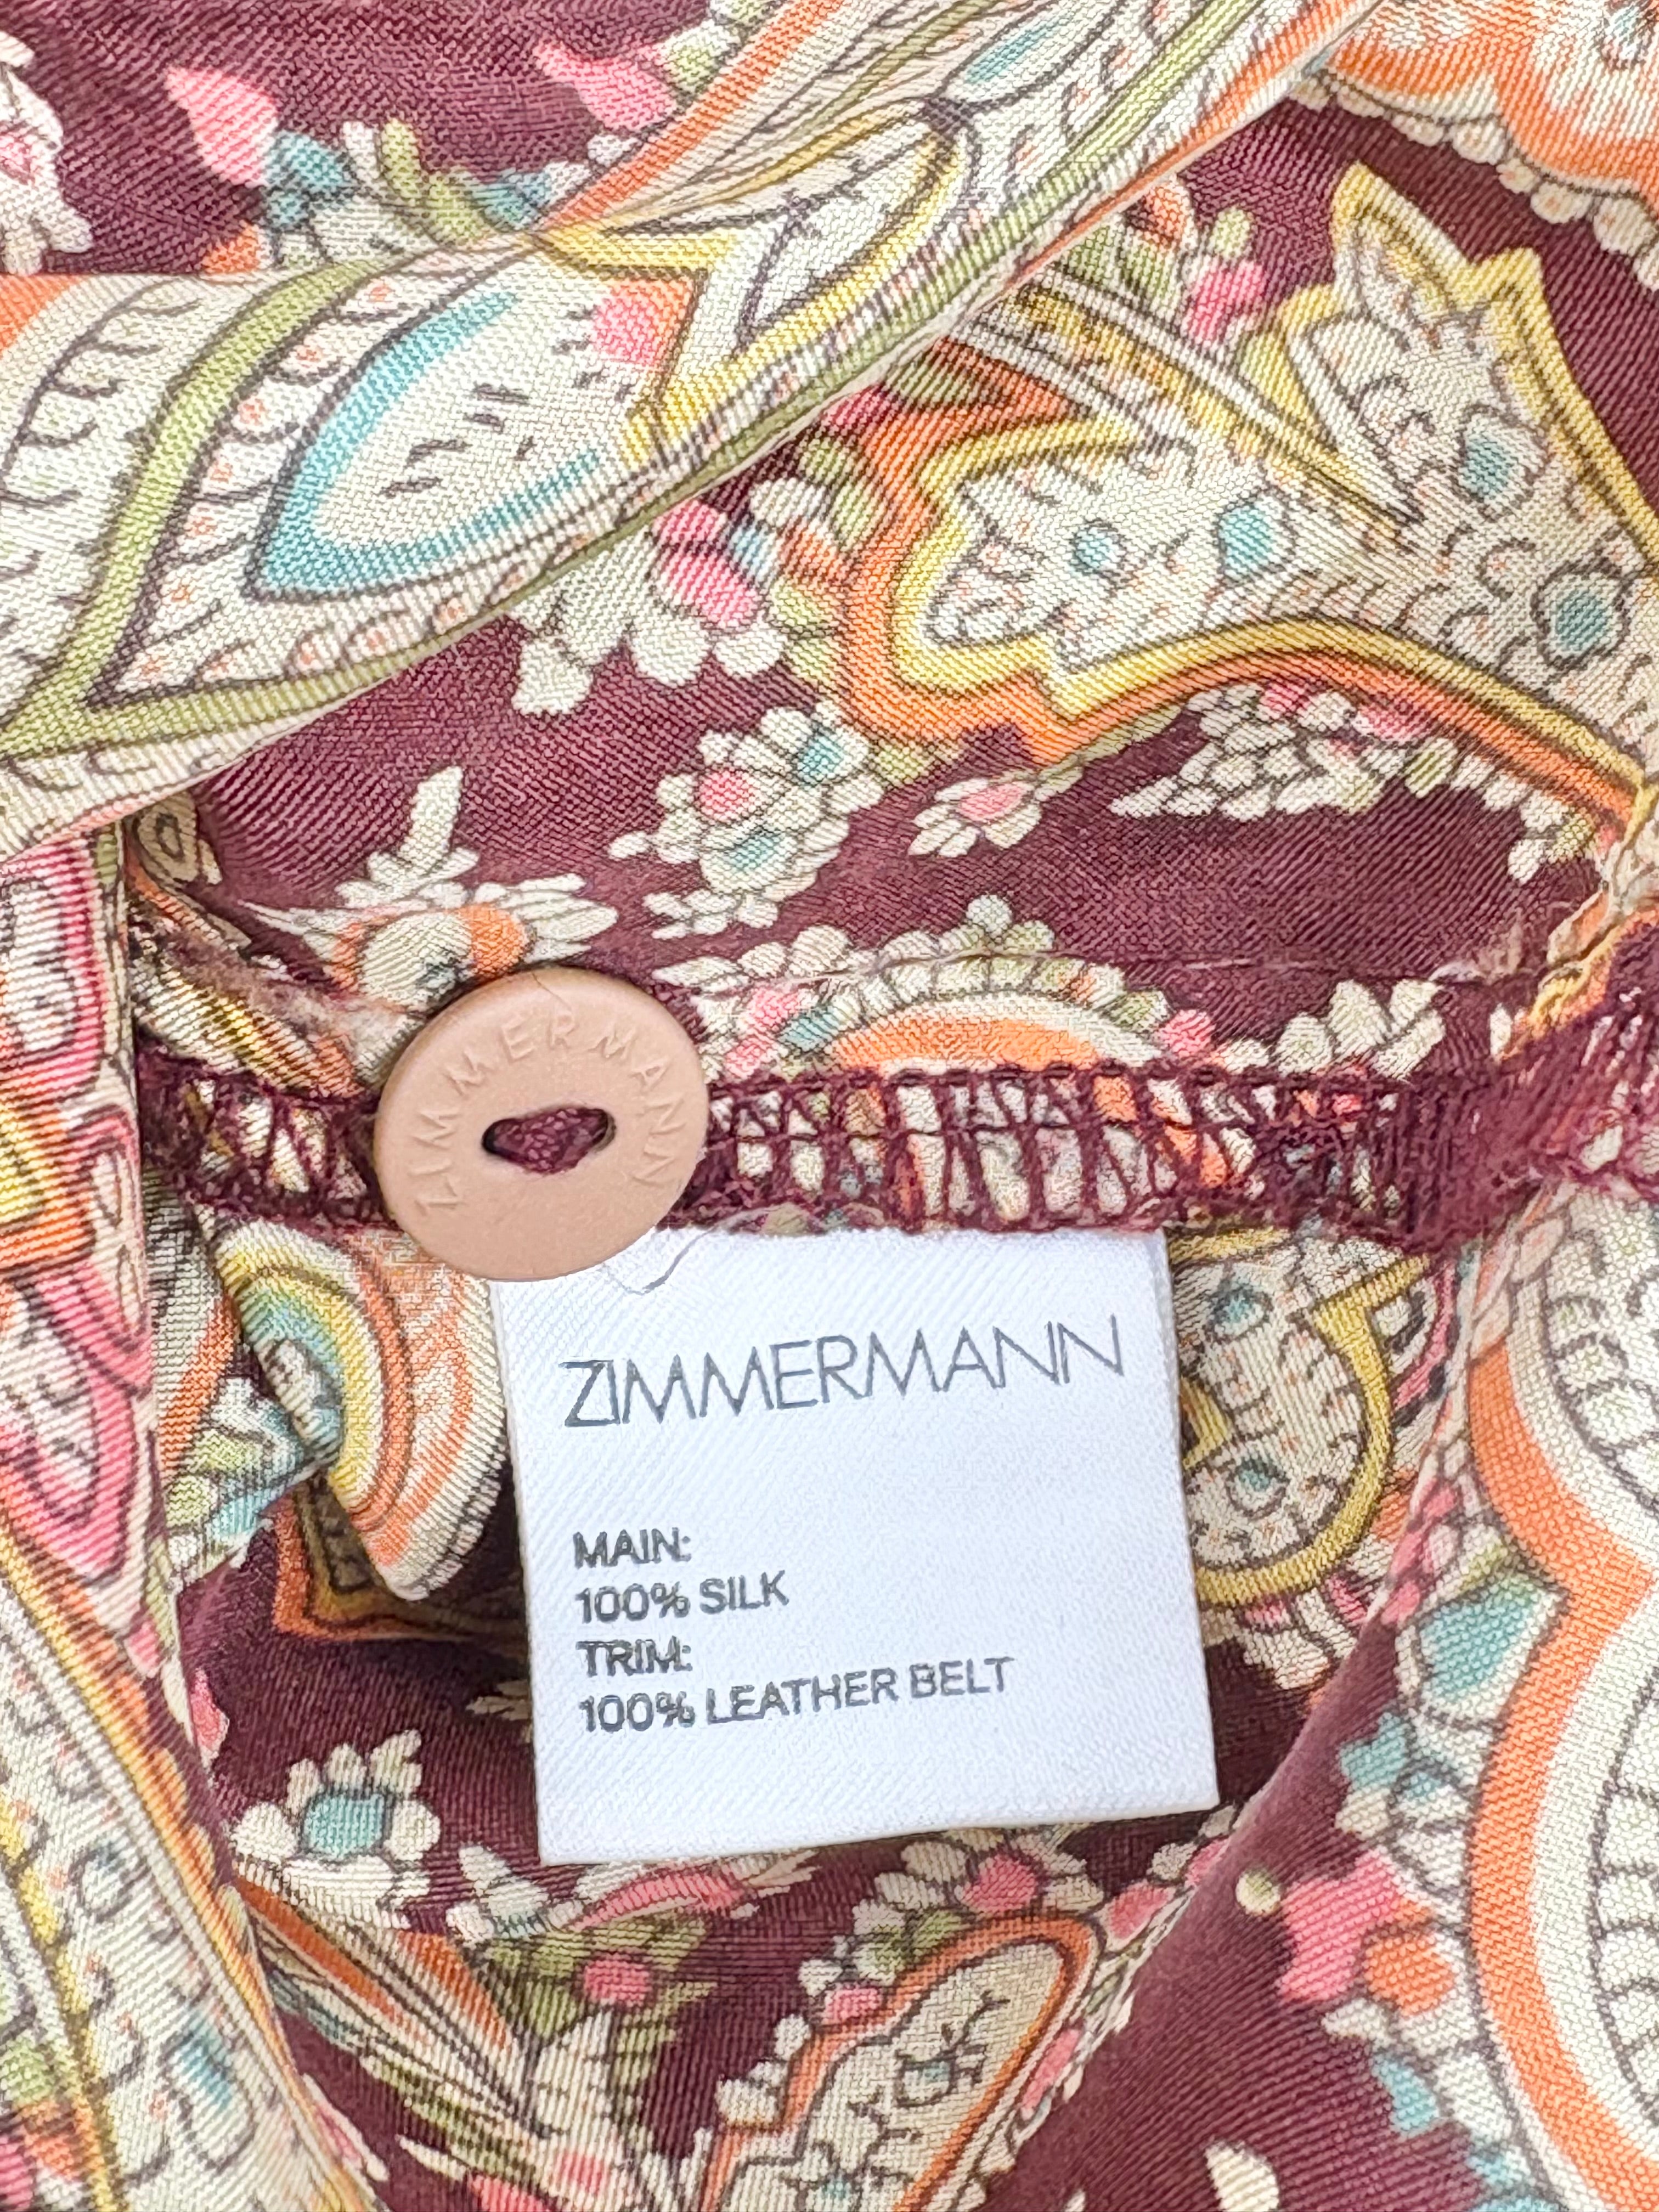 ZIMMERMANN
ZIMMERMANN
MAIN:
100% SILK
TRIM:
100% LEATHER BELT